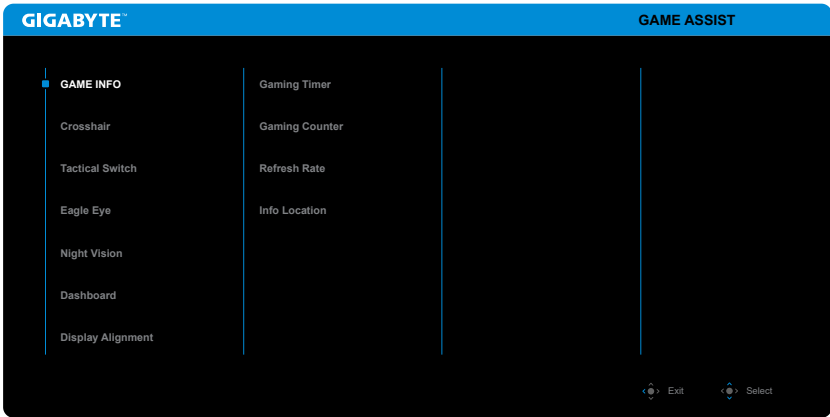 GIGABYTE™
GAME ASSIST
GAME INFO
Crosshair
Tactical Switch
Eagle Eye
Night Vision
Dashboard
Display Alignment
Gaming Timer
Gaming Counter
Refresh Rate
Info Location
Exit
Select